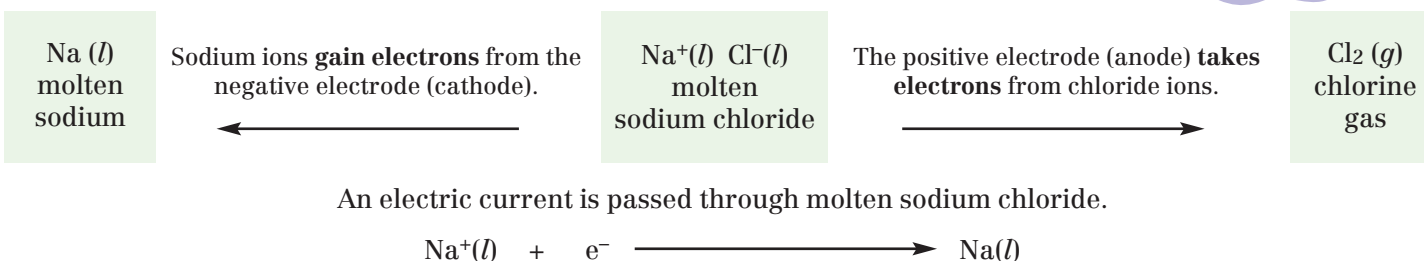 Na (l)
molten
sodium
Sodium ions gain electrons from the
negative electrode (cathode).
Na⁺(l) Cl⁻(l)
molten
sodium chloride
The positive electrode (anode) takes
electrons from chloride ions.
Cl₂ (g)
chlorine
gas
An electric current is passed through molten sodium chloride.
Na⁺(l) + e⁻ ⟶ Na(l)